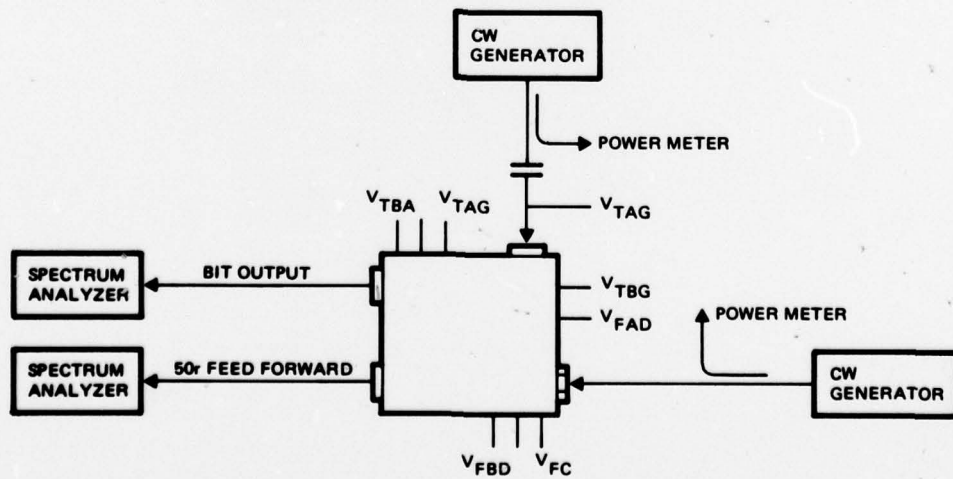 CW
GENERATOR
POWER METER
V_TAG
V_TBA
V_TAG
SPECTRUM
ANALYZER
BIT OUTPUT
V_TBG
V_FAD
POWER METER
SPECTRUM
ANALYZER
50r FEED FORWARD
CW
GENERATOR
V_FBD
V_FC